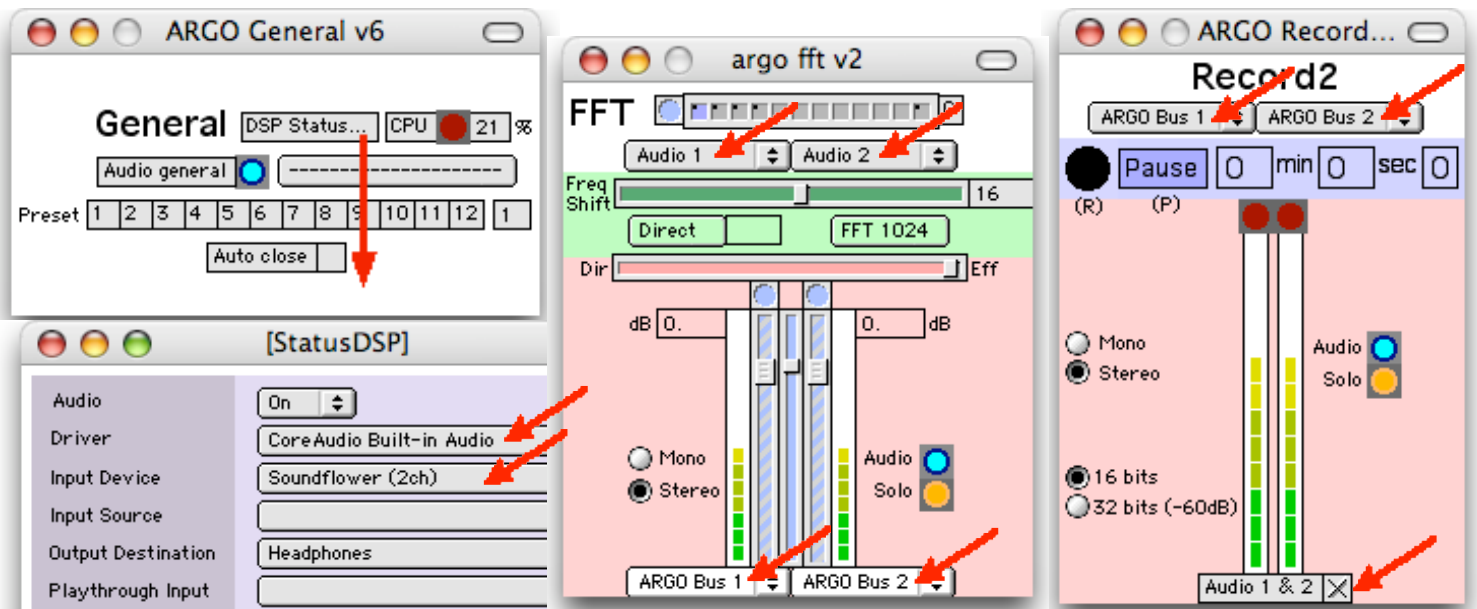 ARGO General v6
General DSP Status... CPU 21 %
Audio general ----------------------
Preset 1 2 3 4 5 6 7 8 9 10 11 12 1
Auto close
[StatusDSP]
Audio On
Driver CoreAudio Built-in Audio
Input Device Soundflower (2ch)
Input Source
Output Destination Headphones
Playthrough Input
argo fft v2
FFT
Audio 1 Audio 2
Freq
Shift 16
Direct FFT 1024
Dir Eff
dB 0. 0. dB
Mono Audio
Stereo Solo
ARGO Bus 1 ARGO Bus 2
ARGO Record...
Record2
ARGO Bus 1 ARGO Bus 2
Pause 0 min 0 sec 0
(R) (P)
Mono Audio
Stereo Solo
16 bits
32 bits (-60dB)
Audio 1 & 2